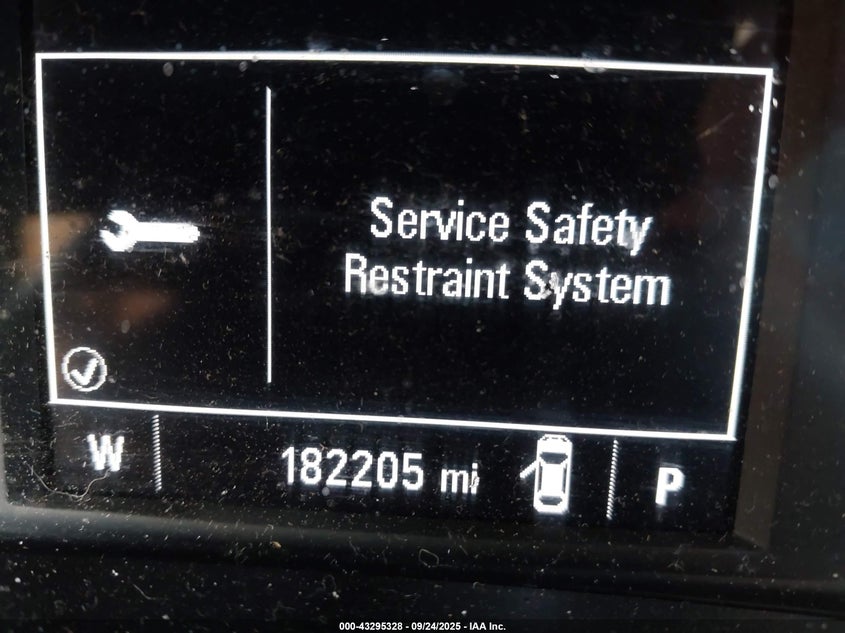 Service Safety
Restraint System
W 182205 mi P
000-43295328 - 09/24/2025 - IAA Inc.